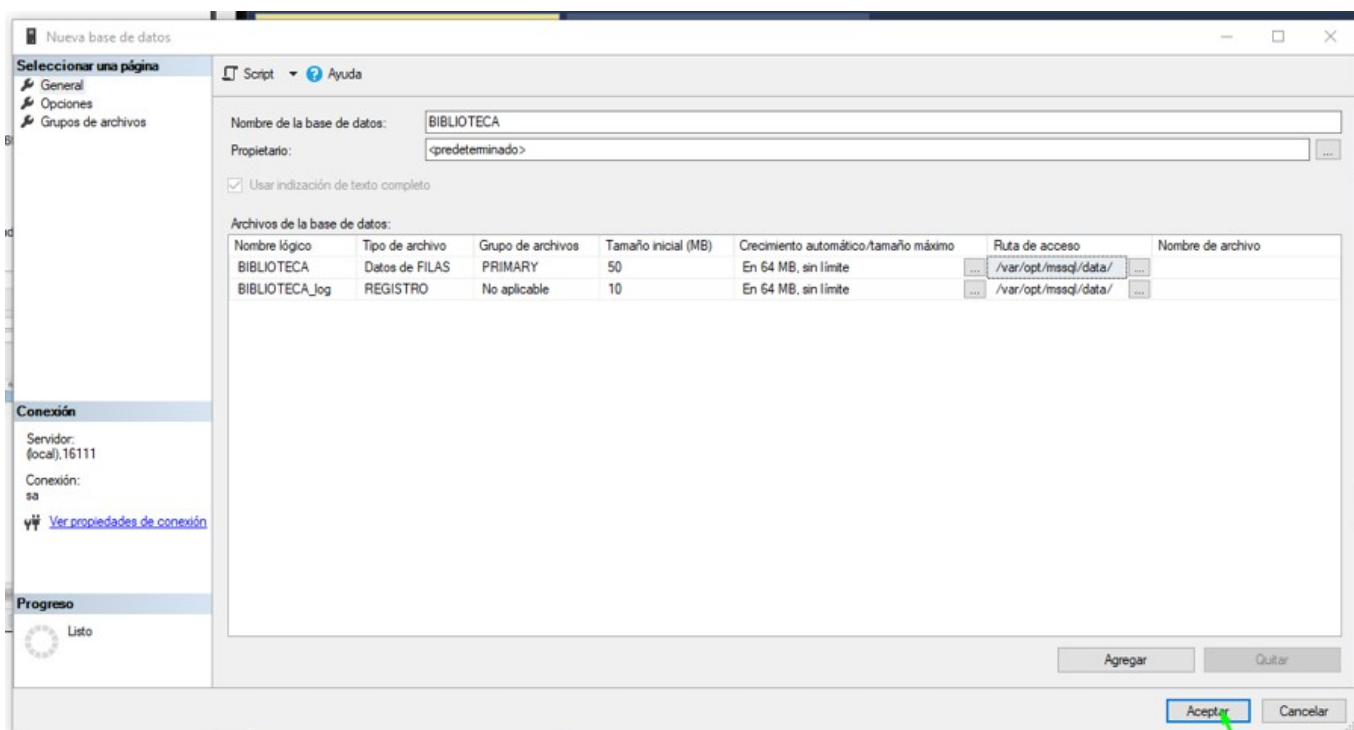 Nueva base de datos
Seleccionar una página
General
Opciones
Grupos de archivos
Script
Ayuda
Nombre de la base de datos: BIBLIOTECA
Propietario: <predeterminado> ...
Usar indización de texto completo
Archivos de la base de datos:
Nombre lógico Tipo de archivo Grupo de archivos Tamaño inicial (MB) Crecimiento automático/tamaño máximo Ruta de acceso Nombre de archivo
BIBLIOTECA Datos de FILAS PRIMARY 50 En 64 MB, sin límite ... /var/opt/mssql/data/ ...
BIBLIOTECA_log REGISTRO No aplicable 10 En 64 MB, sin límite ... /var/opt/mssql/data/ ...
Conexión
Servidor:
(local),16111
Conexión:
sa
Ver propiedades de conexión
Progreso
Listo
Agregar Quitar
Aceptar Cancelar